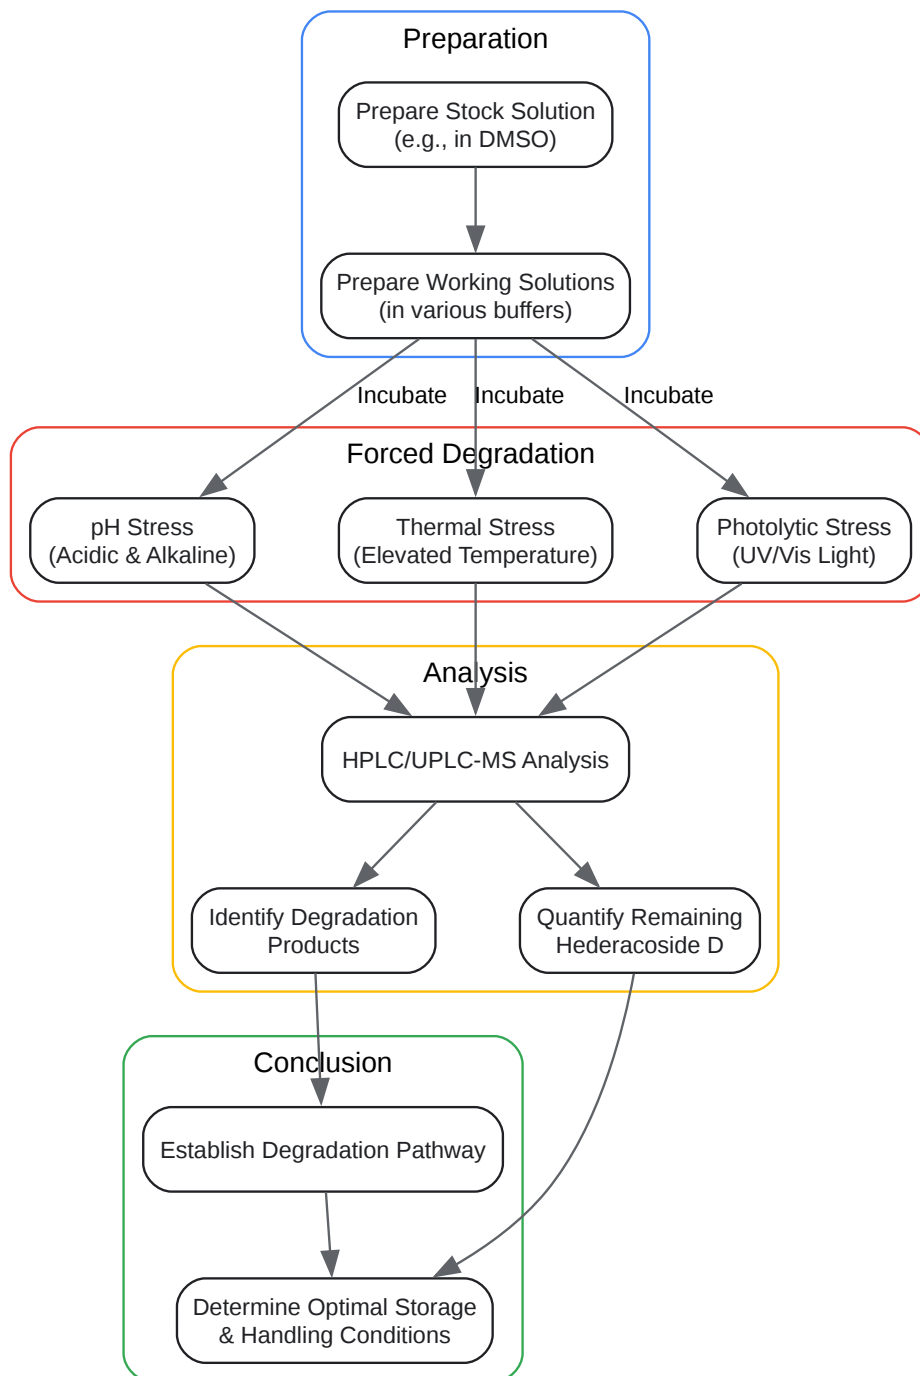 Preparation
Prepare Stock Solution
(e.g., in DMSO)
Prepare Working Solutions
(in various buffers)
Incubate
Incubate
Incubate
Forced Degradation
pH Stress
(Acidic & Alkaline)
Thermal Stress
(Elevated Temperature)
Photolytic Stress
(UV/Vis Light)
Analysis
HPLC/UPLC-MS Analysis
Identify Degradation
Products
Quantify Remaining
Hederacoside D
Conclusion
Establish Degradation Pathway
Determine Optimal Storage
& Handling Conditions